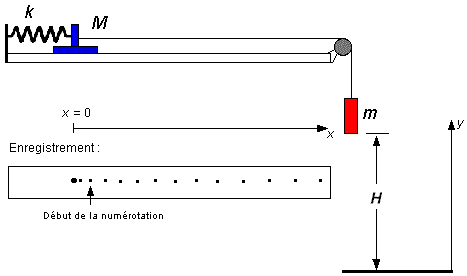 k
M
m
x = 0
x
y
Enregistrement :
H
Début de la numérotation